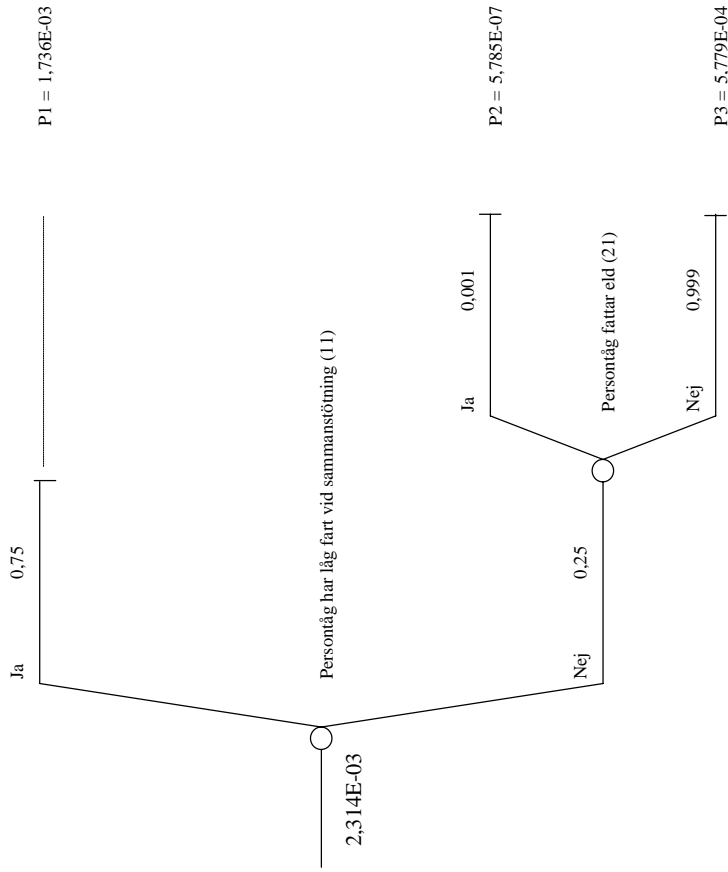 Ja
0,75
P1 = 1,736E-03
Persontåg har låg fart vid sammanstötning (11)
2,314E-03
Ja
0,001
P2 = 5,785E-07
Nej
0,25
Persontåg fattar eld (21)
Nej
0,999
P3 = 5,779E-04